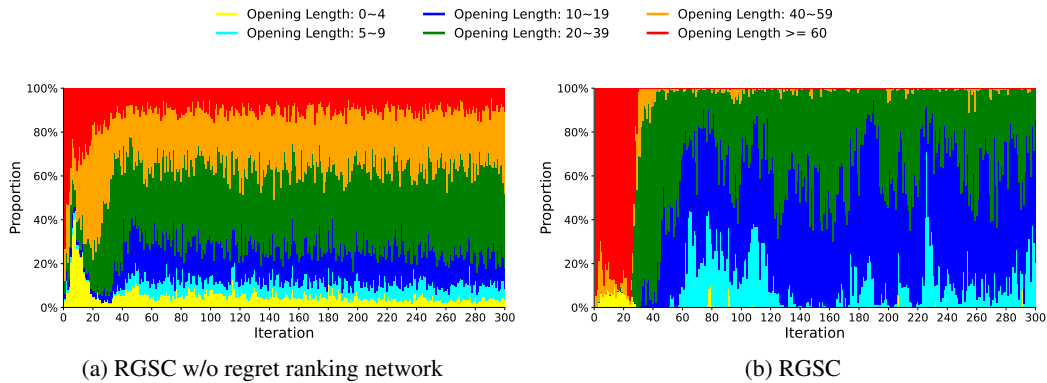 Opening Length: 0~4 Opening Length: 10~19 Opening Length: 40~59
Opening Length: 5~9 Opening Length: 20~39 Opening Length >= 60
100%
80%
60%
40%
20%
0%
Proportion
0 20 40 60 80 100 120 140 160 180 200 220 240 260 280 300
Iteration
(a) RGSC w/o regret ranking network
100%
80%
60%
40%
20%
0%
Proportion
0 20 40 60 80 100 120 140 160 180 200 220 240 260 280 300
Iteration
(b) RGSC